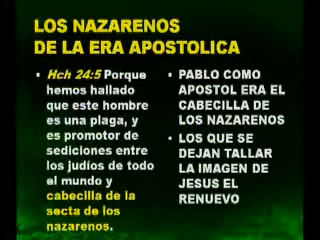 LOS NAZARENOS
DE LA ERA APOSTOLICA
• Hch 24:5 Porque
hemos hallado
que este hombre
es una plaga, y
es promotor de
sediciones entre
los judíos de todo
el mundo y
cabecilla de la
secta de los
nazarenos.
• PABLO COMO
APOSTOL ERA EL
CABECILLA DE
LOS NAZARENOS
• LOS QUE SE
DEJAN TALLAR
LA IMAGEN DE
JESUS EL
RENUEVO